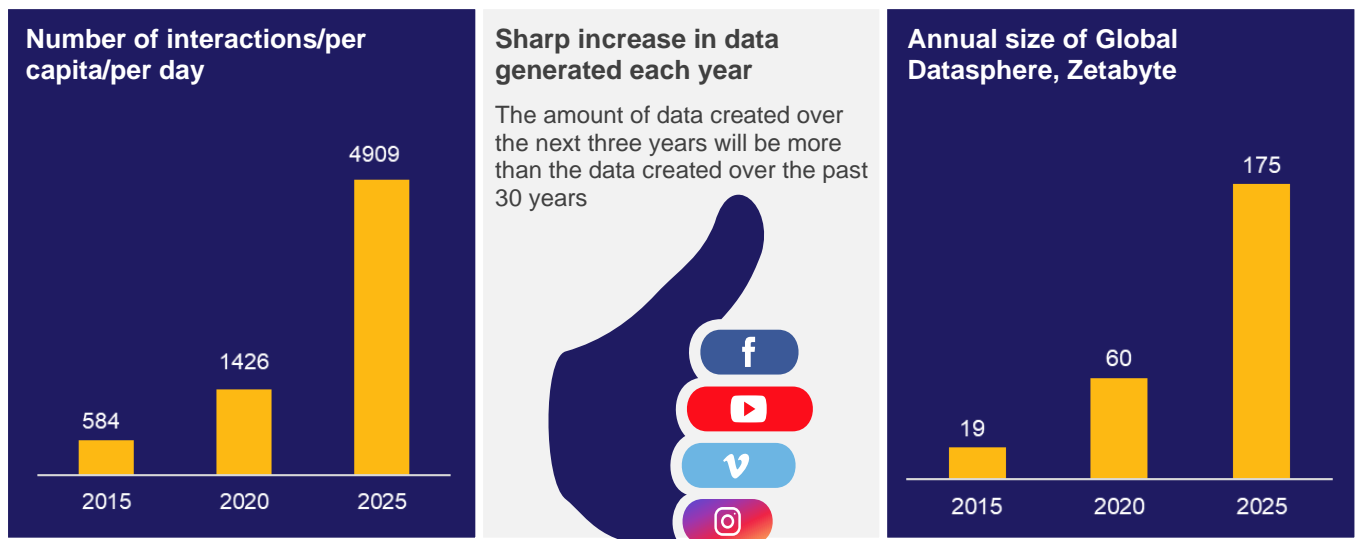 Number of interactions/per
capita/per day
4909
1426
584
2015 2020 2025
Sharp increase in data
generated each year
The amount of data created over
the next three years will be more
than the data created over the past
30 years
f
v
Annual size of Global
Datasphere, Zetabyte
175
60
19
2015 2020 2025